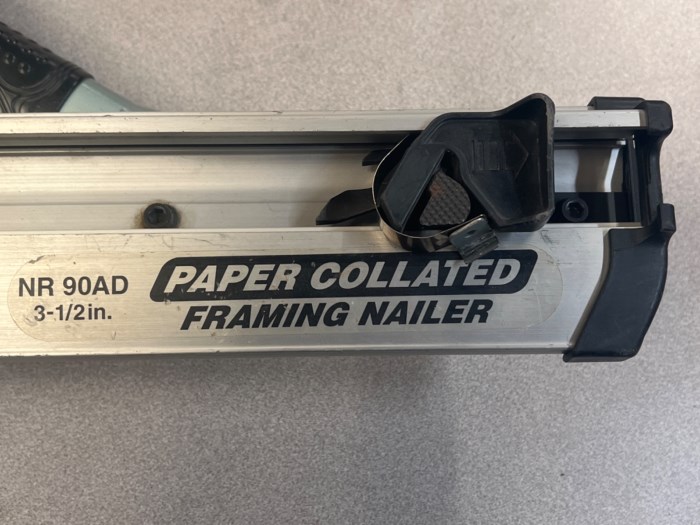 NR 90AD
3-1/2in.
PAPER COLLATED
FRAMING NAILER